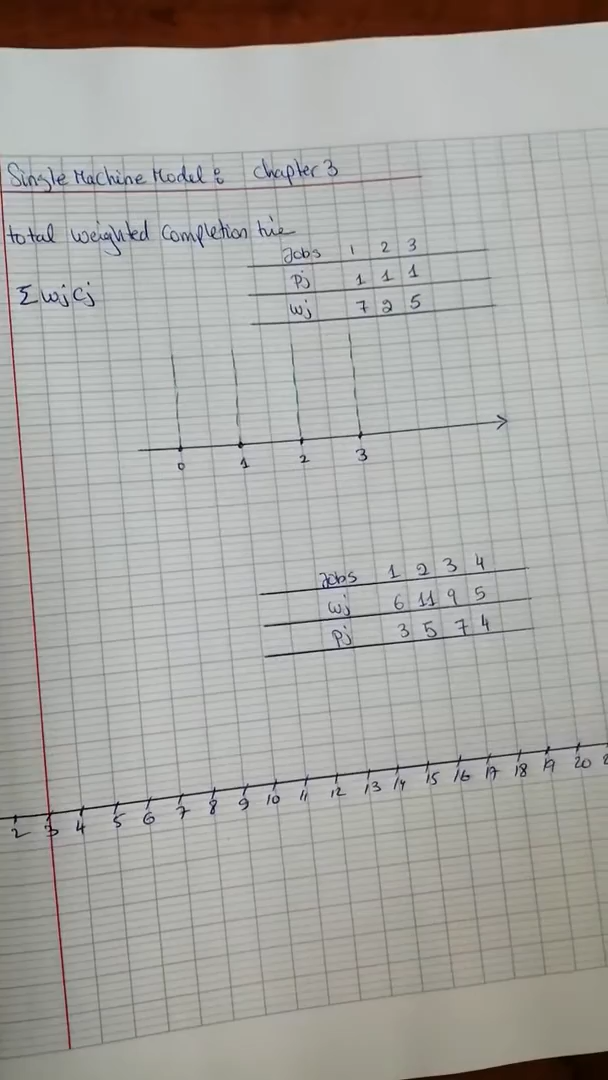 Single Machine Model : chapter 3
total weighted completion tie
Jobs 1 2 3
Pj 1 1 1
Σ wjcj
wj 7 2 5
0 1 2 3
Jobs 1 2 3 4
wj 6 11 9 5
Pj 3 5 7 4
2 3 4 5 6 7 8 9 10 11 12 13 14 15 16 17 18 19 20